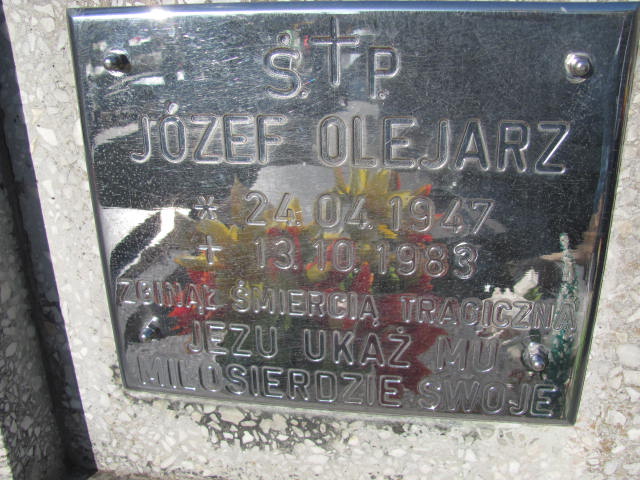 Ś.†P.
JÓZEF OLEJARZ
* 24.04.1947
† 13.10.1983
ZGINĄŁ ŚMIERCIĄ TRAGICZNĄ
JEZU UKAŻ MU
MIŁOSIERDZIE SWOJE